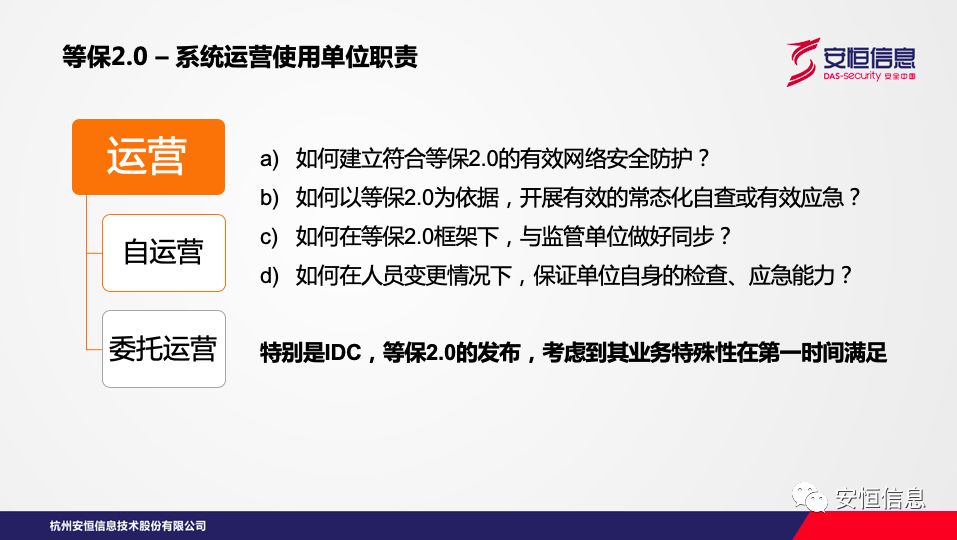 等保2.0 – 系统运营使用单位职责
安恒信息
DAS-security 安全中国
运营
a) 如何建立符合等保2.0的有效网络安全防护？
b) 如何以等保2.0为依据，开展有效的常态化自查或有效应急？
自运营
c) 如何在等保2.0框架下，与监管单位做好同步？
d) 如何在人员变更情况下，保证单位自身的检查、应急能力？
委托运营
特别是IDC，等保2.0的发布，考虑到其业务特殊性在第一时间满足
安恒信息
杭州安恒信息技术股份有限公司